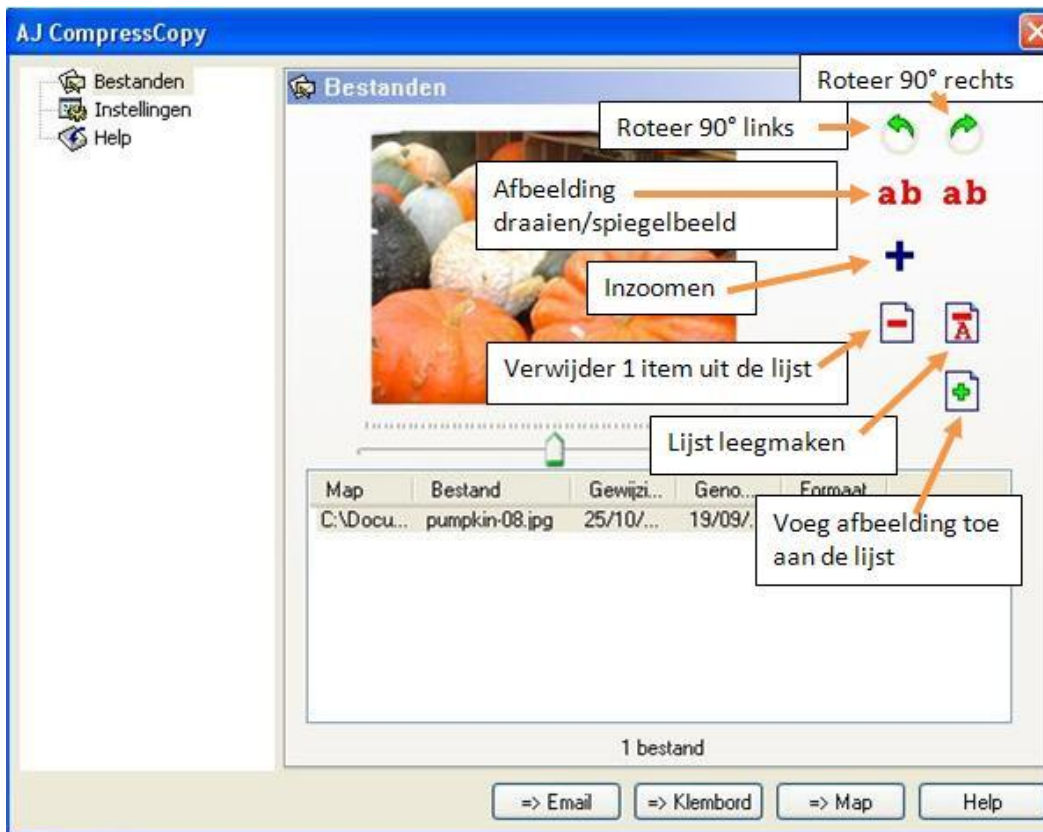 AJ CompressCopy
Bestanden
Instellingen
Help
Bestanden
Roteer 90° rechts
Roteer 90° links
Afbeelding
draaien/spiegelbeeld
ab ab
Inzoomen
Verwijder 1 item uit de lijst
A
Lijst leegmaken
Voeg afbeelding toe
aan de lijst
Map Bestand Gewijzi... Geno... Formaat
C:\Docu... pumpkin-08.jpg 25/10/... 19/09/...
1 bestand
=> Email => Klembord => Map Help